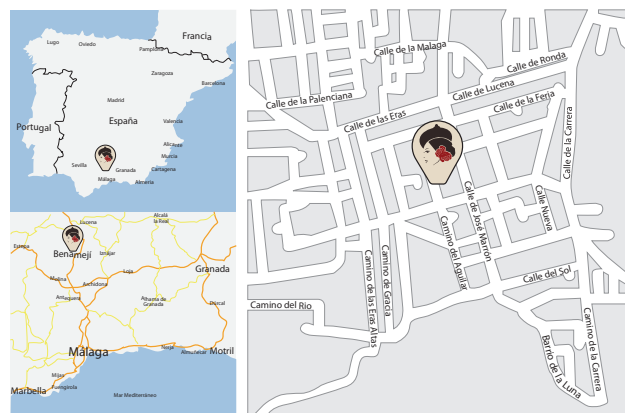 Francia
Lugo
Oviedo
Pamplona
Zaragoza
Barcelona
Madrid
Portugal
España
Valencia
Alicante
Murcia
Sevilla
Granada
Cartagena
Málaga
Almería
Alcalá
la Real
Lucena
Estepa
Benamejí
Iznájar
Molina
Archidona
Loja
Granada
Antequera
Alhama de
Granada
Dúrcal
Málaga
Nerja
Almuñécar
Motril
Mijas
Fuengirola
Marbella
Mar Mediterráneo
Calle de la Malaga
Calle de Ronda
Calle de Lucena
Calle de la Palenciana
Calle de la Feria
Calle de las Eras
Calle de la Carrera
Calle de José Marrón
Calle Nueva
Camino del Aguilar
Camino de Gracia
Camino de las Eras Altas
Calle del Sol
Camino del Río
Camino de la Carrera
Barrio de la Luna